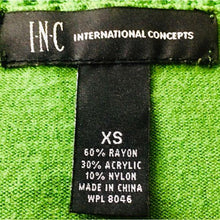 I·N·C INTERNATIONAL CONCEPTS
XS
60% RAYON
30% ACRYLIC
10% NYLON
MADE IN CHINA
WPL 8046